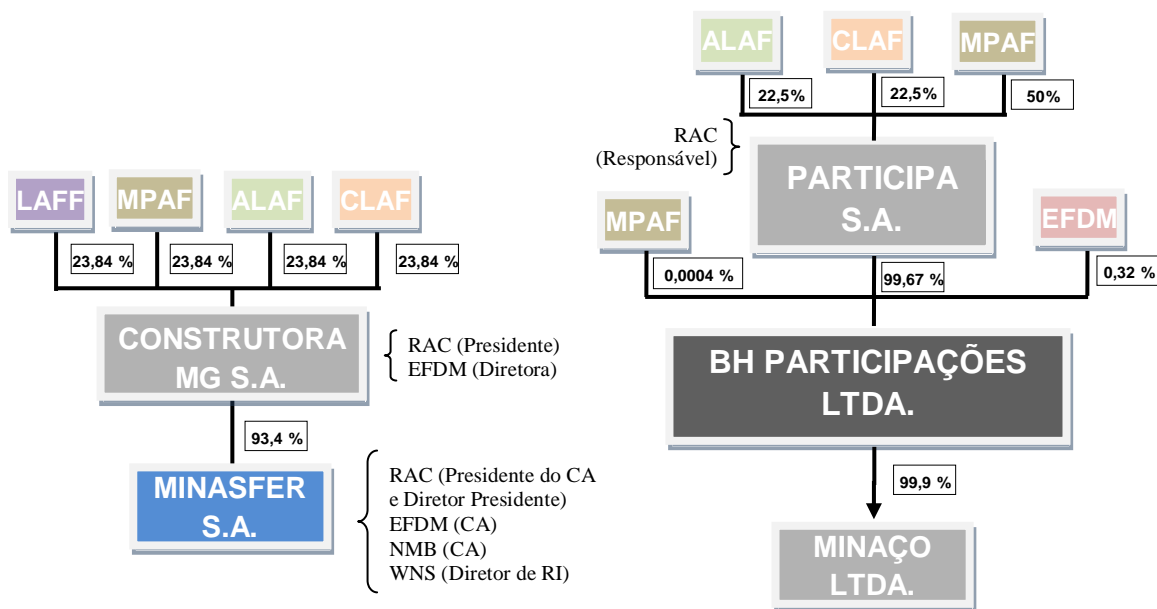 LAFF
MPAF
ALAF
CLAF
23,84 %
23,84 %
23,84 %
23,84 %
CONSTRUTORA
MG S.A.
RAC (Presidente)
EFDM (Diretora)
93,4 %
MINASFER
S.A.
RAC (Presidente do CA
e Diretor Presidente)
EFDM (CA)
NMB (CA)
WNS (Diretor de RI)
ALAF
CLAF
MPAF
22,5%
22,5%
50%
RAC
(Responsável)
PARTICIPA
S.A.
MPAF
EFDM
0,0004 %
99,67 %
0,32 %
BH PARTICIPAÇÕES
LTDA.
99,9 %
MINAÇO
LTDA.